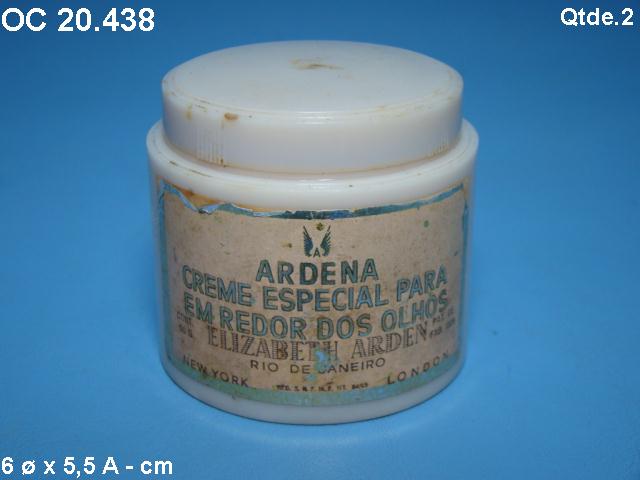 OC 20.438
Qtde.2
A
ARDENA
CREME ESPECIAL PARA
EM REDOR DOS OLHOS
ELIZABETH ARDEN
RIO DE JANEIRO
NEW YORK LONDON
6 ø x 5,5 A - cm